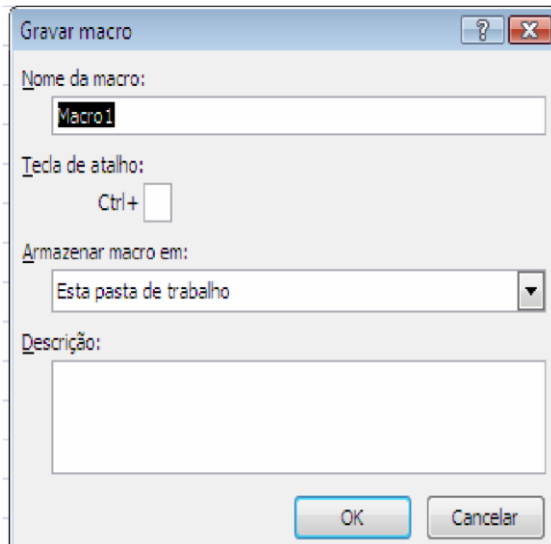 Gravar macro
Nome da macro:
Macro1
Tecla de atalho:
Ctrl+
Armazenar macro em:
Esta pasta de trabalho
Descrição:
OK Cancelar